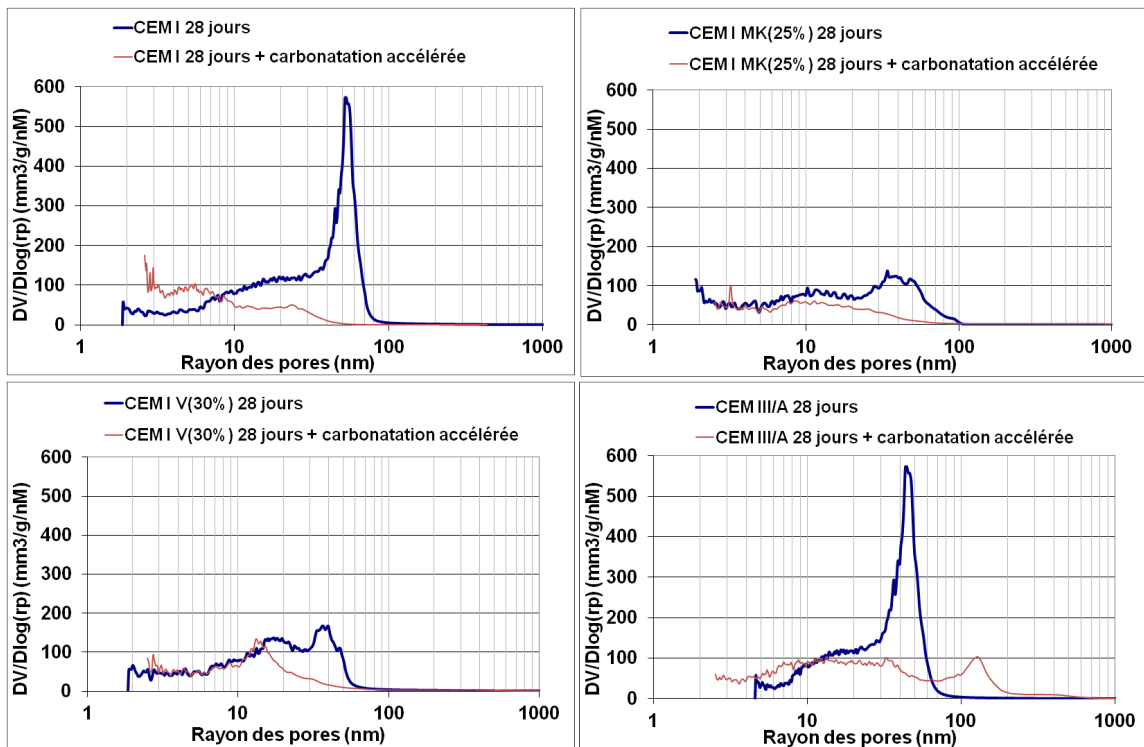 CEM I 28 jours
CEM I 28 jours + carbonatation accélérée
DV/Dlog(rp) (mm3/g/nM)
600
500
400
300
200
100
0
1 10 100 1000
Rayon des pores (nm)
CEM I MK(25%) 28 jours
CEM I MK(25%) 28 jours + carbonatation accélérée
DV/Dlog(rp) (mm3/g/nM)
600
500
400
300
200
100
0
1 10 100 1000
Rayon des pores (nm)
CEM I V(30%) 28 jours
CEM I V(30%) 28 jours + carbonatation accélérée
DV/Dlog(rp) (mm3/g/nM)
600
500
400
300
200
100
0
1 10 100 1000
Rayon des pores (nm)
CEM III/A 28 jours
CEM III/A 28 jours + carbonatation accélérée
DV/Dlog(rp) (mm3/g/nM)
600
500
400
300
200
100
0
1 10 100 1000
Rayon des pores (nm)